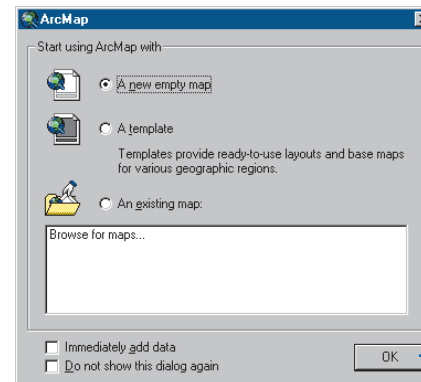 ArcMap
Start using ArcMap with
A new empty map
A template
Templates provide ready-to-use layouts and base maps
for various geographic regions.
An existing map:
Browse for maps...
Immediately add data
Do not show this dialog again
OK